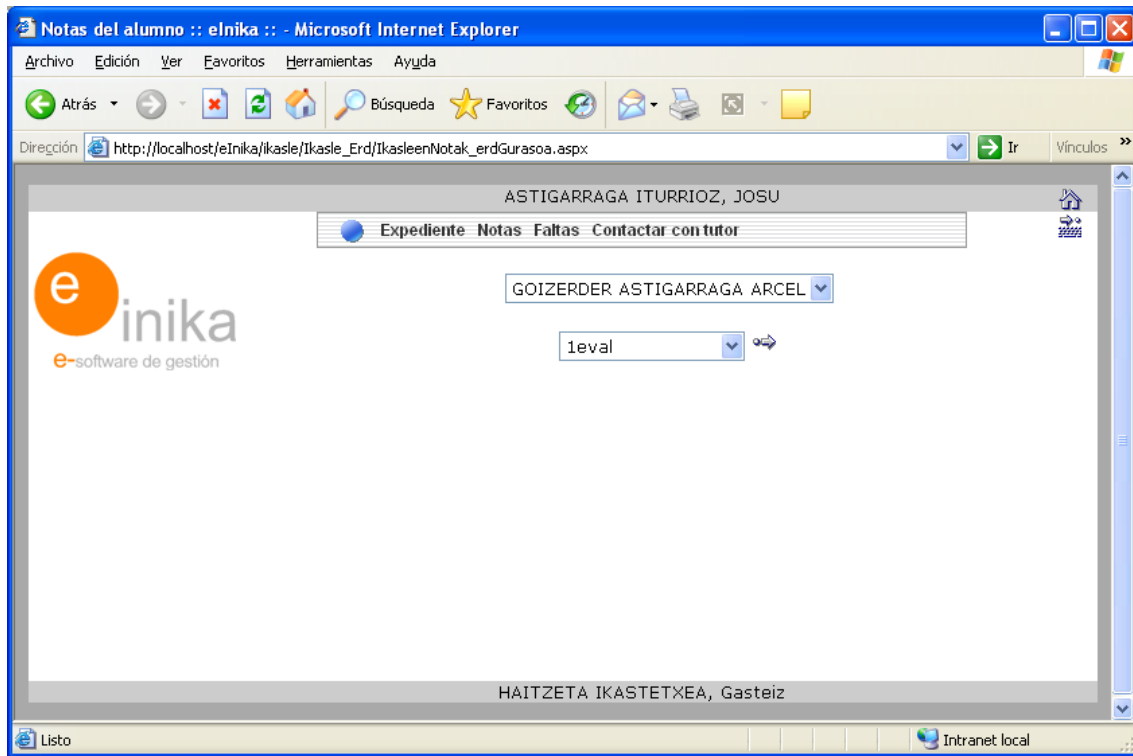 Notas del alumno :: eInika :: - Microsoft Internet Explorer
Archivo Edición Ver Favoritos Herramientas Ayuda
Atrás Búsqueda Favoritos
Dirección http://localhost/eInika/ikasle/Ikasle_Erd/IkasleenNotak_erdGurasoa.aspx Ir Vínculos »
ASTIGARRAGA ITURRIOZ, JOSU
Expediente Notas Faltas Contactar con tutor
GOIZERDER ASTIGARRAGA ARCEL
e inika
e-software de gestión
1eval
HAITZETA IKASTETXEA, Gasteiz
Listo Intranet local